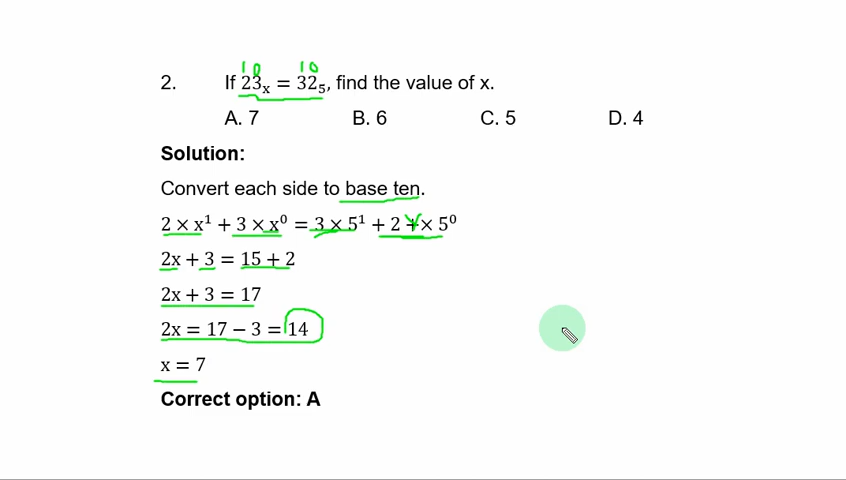 10 10
2. If 23ₓ = 32₅, find the value of x.
A. 7 B. 6 C. 5 D. 4
Solution:
Convert each side to base ten.
2 × x¹ + 3 × x⁰ = 3 × 5¹ + 2 + × 5⁰
2x + 3 = 15 + 2
2x + 3 = 17
2x = 17 − 3 = 14
x = 7
Correct option: A